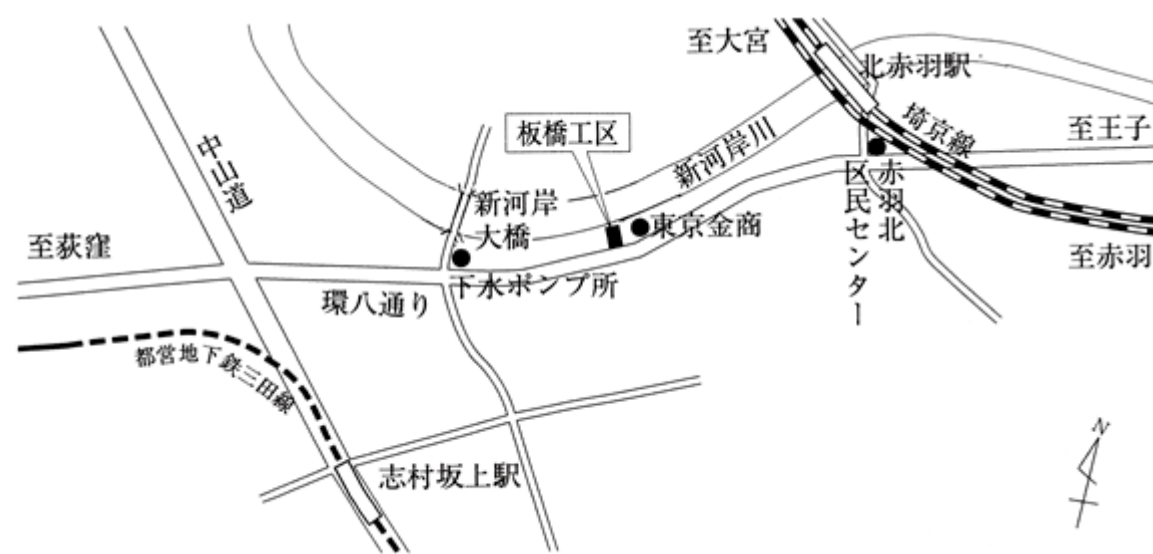 至大宮
北赤羽駅
埼京線
至王子
板橋工区
中山道
新河岸川
赤羽北
区民センター
新河岸
大橋
東京金商
至荻窪
至赤羽
下水ポンプ所
環八通り
都営地下鉄三田線
志村坂上駅
N